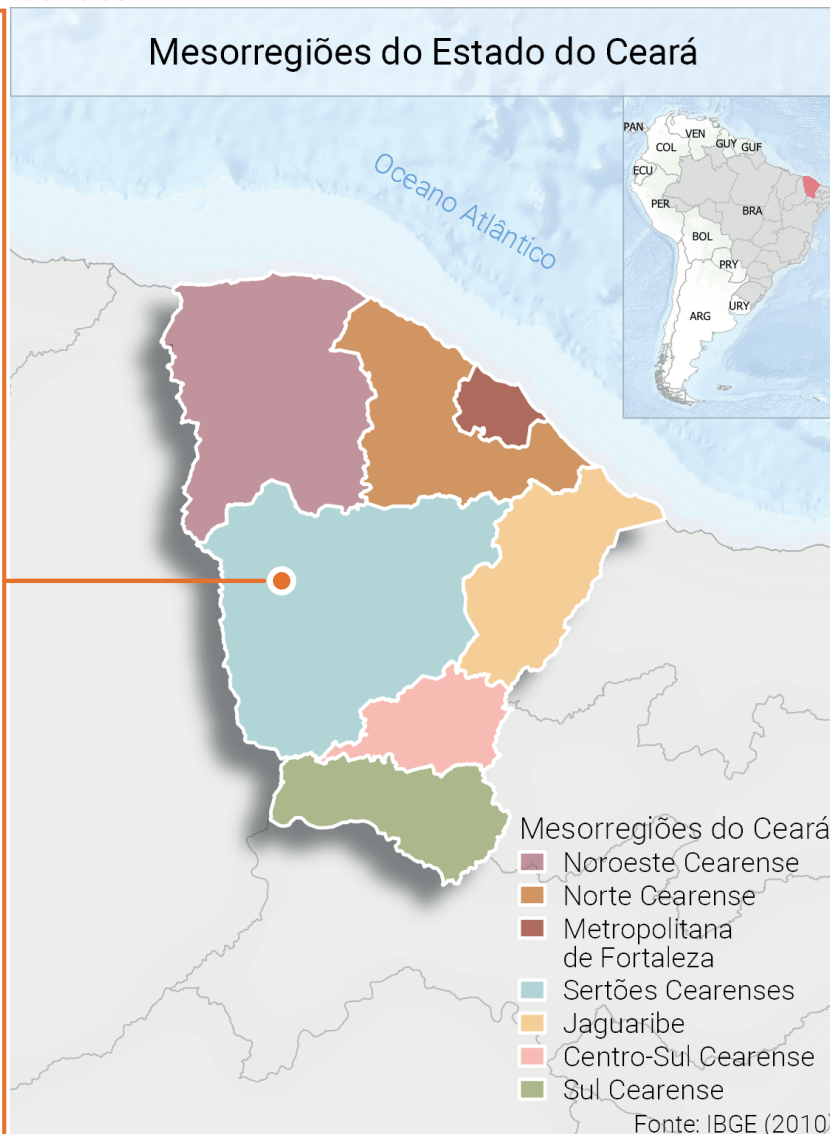 Mesorregiões do Estado do Ceará
Oceano Atlântico
PAN
VEN
COL
GUY
GUF
ECU
PER
BRA
BOL
PRY
URY
ARG
Mesorregiões do Ceará
Noroeste Cearense
Norte Cearense
Metropolitana
de Fortaleza
Sertões Cearenses
Jaguaribe
Centro-Sul Cearense
Sul Cearense
Fonte: IBGE (2010)